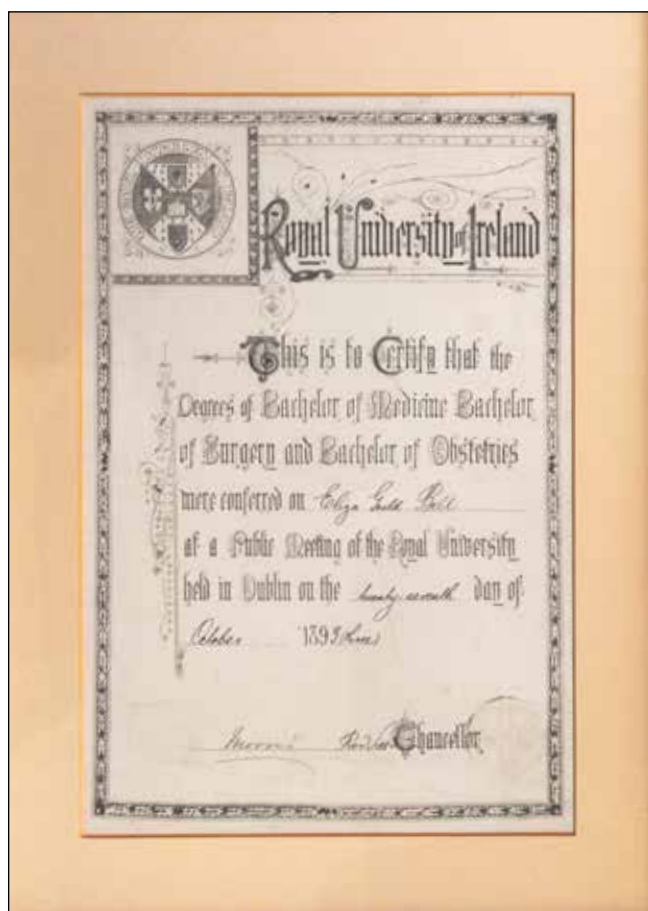 Royal University of Ireland
This is to Certify that the
Degrees of Bachelor of Medicine Bachelor
of Surgery and Bachelor of Obstetrics
were conferred on Eliza Gould Bell
at a Public Meeting of the Royal University
held in Dublin on the twenty seventh day of
October 1893
Chancellor